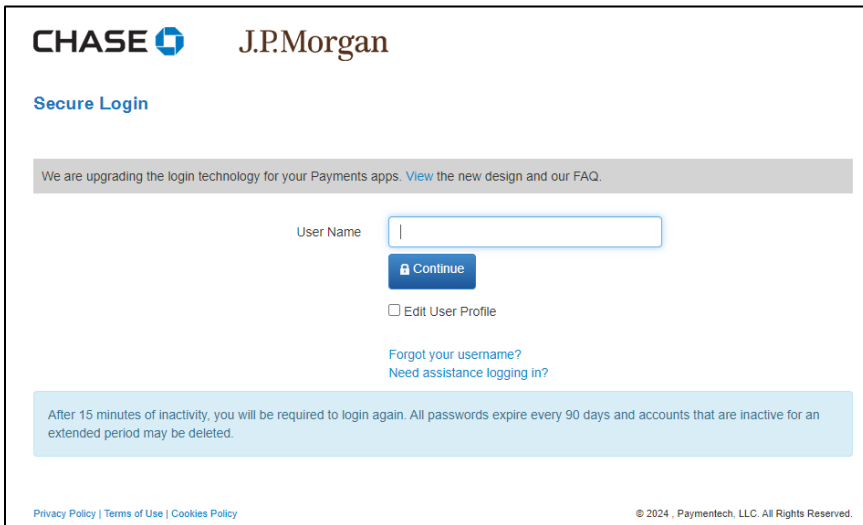 CHASE J.P.Morgan
Secure Login
We are upgrading the login technology for your Payments apps. View the new design and our FAQ.
User Name
Continue
Edit User Profile
Forgot your username?
Need assistance logging in?
After 15 minutes of inactivity, you will be required to login again. All passwords expire every 90 days and accounts that are inactive for an
extended period may be deleted.
Privacy Policy | Terms of Use | Cookies Policy © 2024 , Paymentech, LLC. All Rights Reserved.